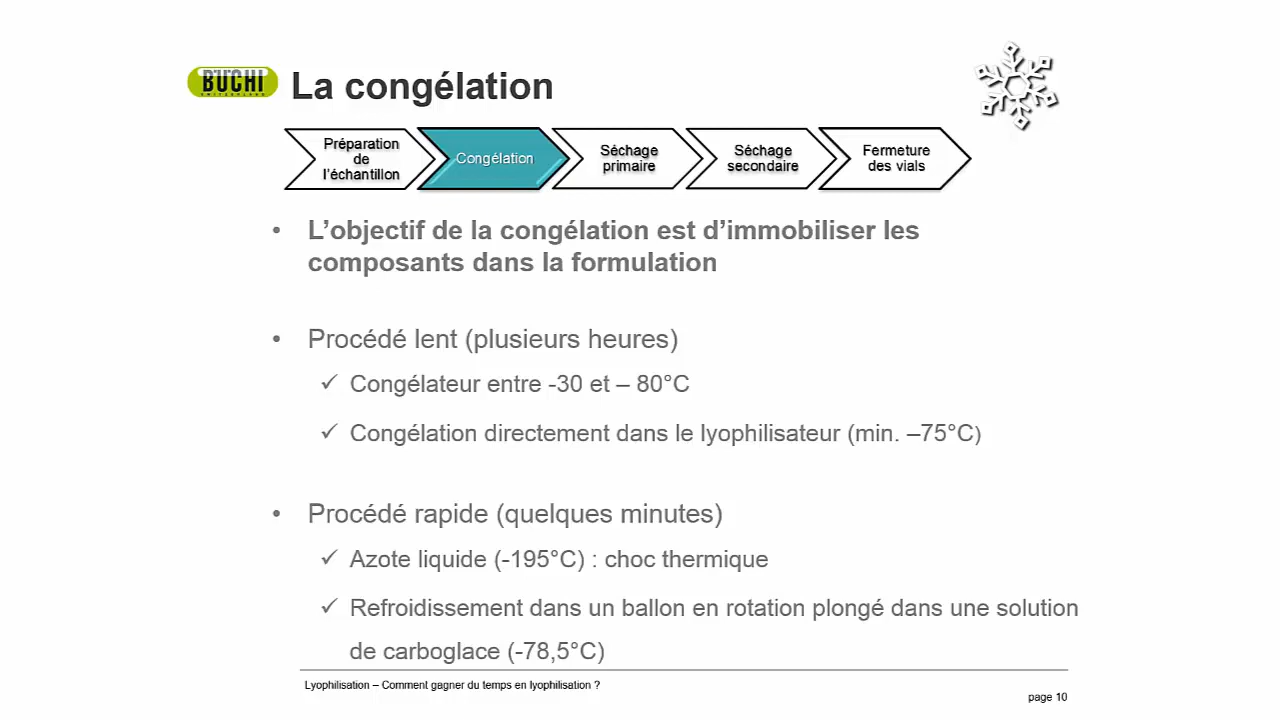 BÜCHI
SWITZERLAND
La congélation
Préparation
de
l'échantillon
Congélation
Séchage
primaire
Séchage
secondaire
Fermeture
des vials
• L'objectif de la congélation est d'immobiliser les
composants dans la formulation
• Procédé lent (plusieurs heures)
✓ Congélateur entre -30 et – 80°C
✓ Congélation directement dans le lyophilisateur (min. –75°C)
• Procédé rapide (quelques minutes)
✓ Azote liquide (-195°C) : choc thermique
✓ Refroidissement dans un ballon en rotation plongé dans une solution
de carboglace (-78,5°C)
Lyophilisation – Comment gagner du temps en lyophilisation ?
page 10